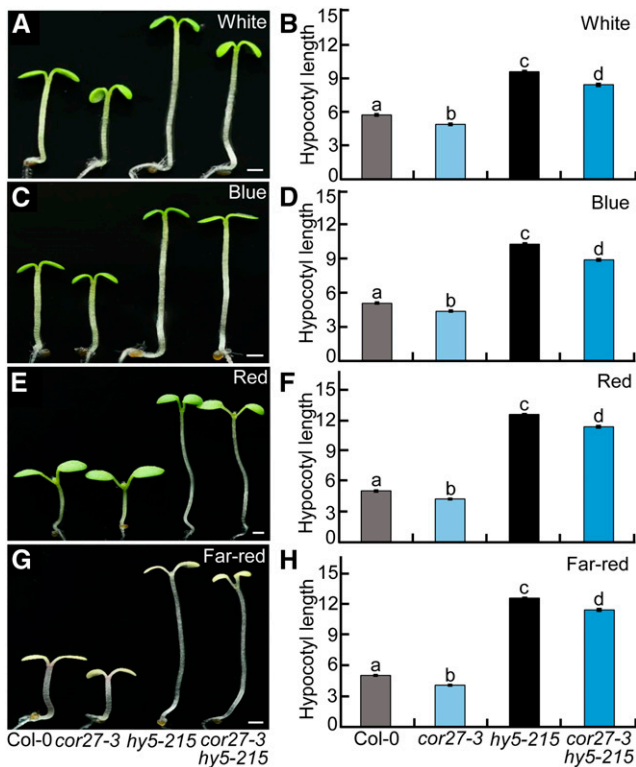 A White
B White
Hypocotyl length
15
12
9
6
3
0
a b c d
C Blue
D Blue
Hypocotyl length
15
12
9
6
3
0
a b c d
E Red
F Red
Hypocotyl length
15
12
9
6
3
0
a b c d
G Far-red
H Far-red
Hypocotyl length
15
12
9
6
3
0
a b c d
Col-0 cor27-3 hy5-215 cor27-3
hy5-215
Col-0 cor27-3 hy5-215 cor27-3
hy5-215